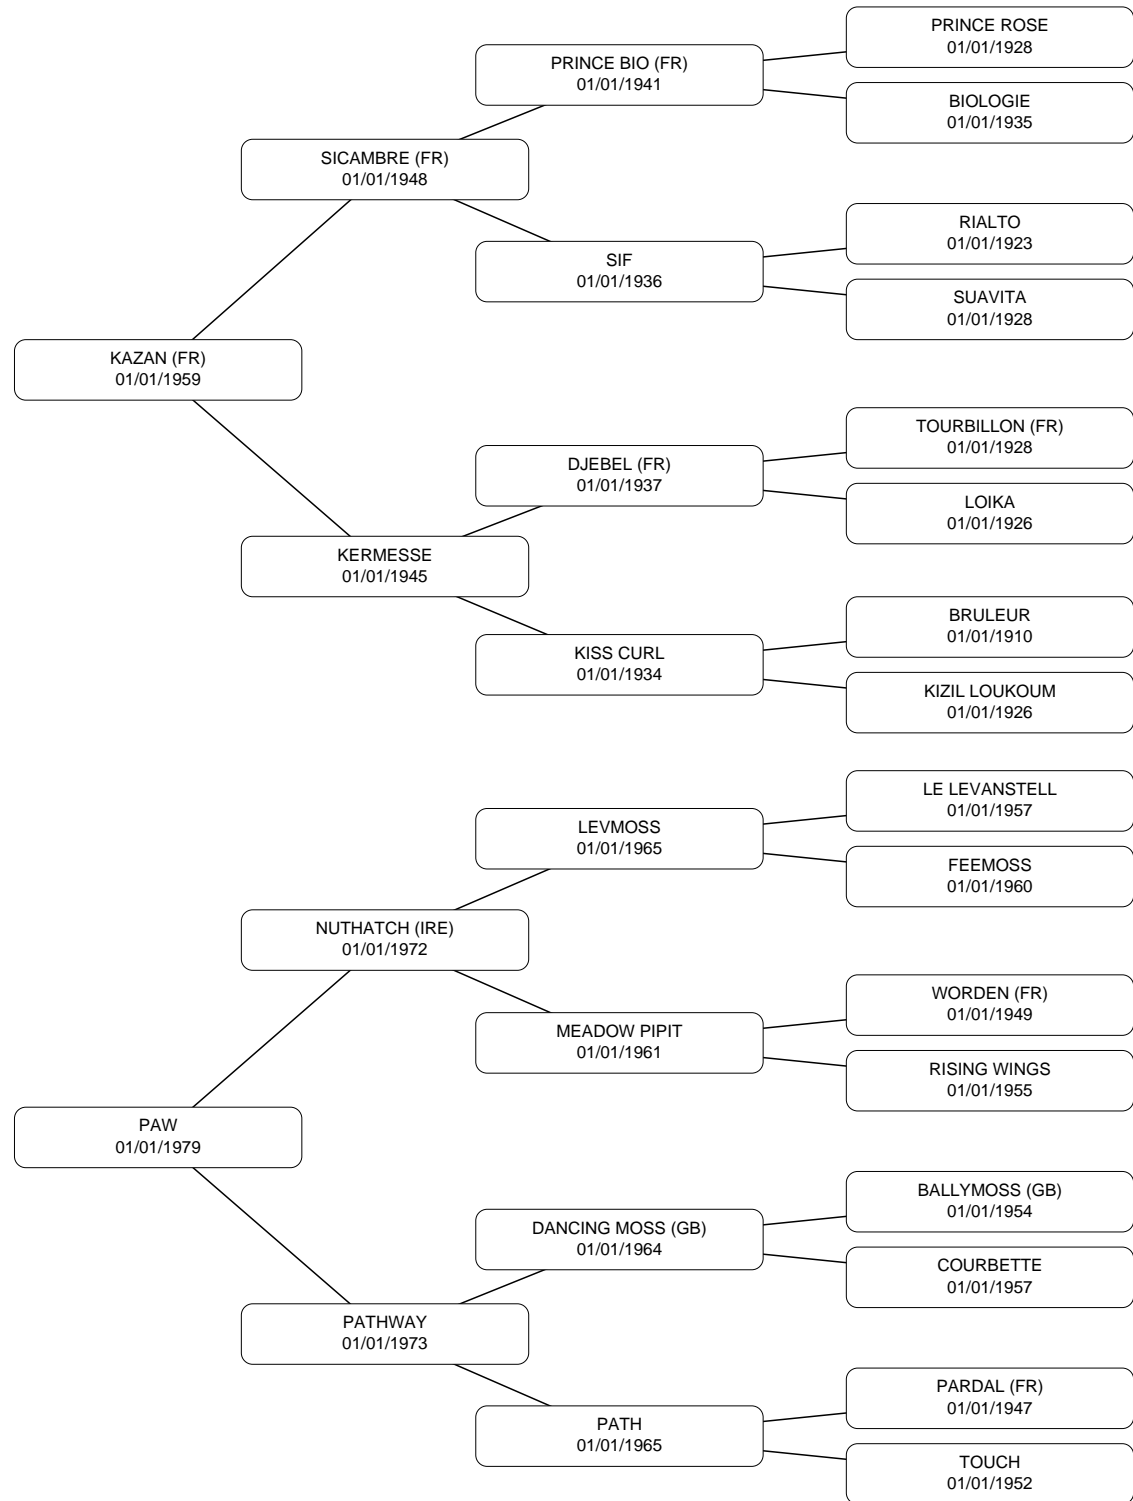 PRINCE ROSE
01/01/1928
PRINCE BIO (FR)
01/01/1941
BIOLOGIE
01/01/1935
SICAMBRE (FR)
01/01/1948
RIALTO
01/01/1923
SIF
01/01/1936
SUAVITA
01/01/1928
KAZAN (FR)
01/01/1959
TOURBILLON (FR)
01/01/1928
DJEBEL (FR)
01/01/1937
LOIKA
01/01/1926
KERMESSE
01/01/1945
BRULEUR
01/01/1910
KISS CURL
01/01/1934
KIZIL LOUKOUM
01/01/1926
LE LEVANSTELL
01/01/1957
LEVMOSS
01/01/1965
FEEMOSS
01/01/1960
NUTHATCH (IRE)
01/01/1972
WORDEN (FR)
01/01/1949
MEADOW PIPIT
01/01/1961
RISING WINGS
01/01/1955
PAW
01/01/1979
BALLYMOSS (GB)
01/01/1954
DANCING MOSS (GB)
01/01/1964
COURBETTE
01/01/1957
PATHWAY
01/01/1973
PARDAL (FR)
01/01/1947
PATH
01/01/1965
TOUCH
01/01/1952